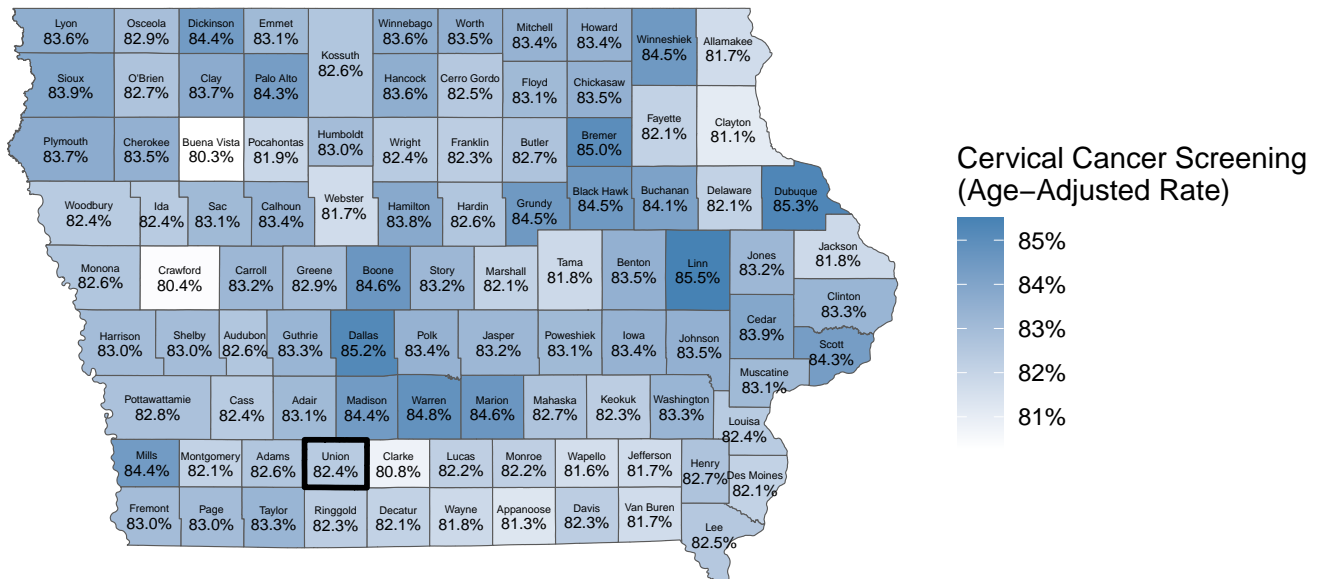 Lyon
83.6%
Osceola
82.9%
Dickinson
84.4%
Emmet
83.1%
Kossuth
82.6%
Winnebago
83.6%
Worth
83.5%
Mitchell
83.4%
Howard
83.4%
Winneshiek
84.5%
Allamakee
81.7%
Sioux
83.9%
O'Brien
82.7%
Clay
83.7%
Palo Alto
84.3%
Hancock
83.6%
Cerro Gordo
82.5%
Floyd
83.1%
Chickasaw
83.5%
Fayette
82.1%
Clayton
81.1%
Plymouth
83.7%
Cherokee
83.5%
Buena Vista
80.3%
Pocahontas
81.9%
Humboldt
83.0%
Wright
82.4%
Franklin
82.3%
Butler
82.7%
Bremer
85.0%
Woodbury
82.4%
Ida
82.4%
Sac
83.1%
Calhoun
83.4%
Webster
81.7%
Hamilton
83.8%
Hardin
82.6%
Grundy
84.5%
Black Hawk
84.5%
Buchanan
84.1%
Delaware
82.1%
Dubuque
85.3%
Monona
82.6%
Crawford
80.4%
Carroll
83.2%
Greene
82.9%
Boone
84.6%
Story
83.2%
Marshall
82.1%
Tama
81.8%
Benton
83.5%
Linn
85.5%
Jones
83.2%
Jackson
81.8%
Clinton
83.3%
Harrison
83.0%
Shelby
83.0%
Audubon
82.6%
Guthrie
83.3%
Dallas
85.2%
Polk
83.4%
Jasper
83.2%
Poweshiek
83.1%
Iowa
83.4%
Johnson
83.5%
Cedar
83.9%
Scott
84.3%
Muscatine
83.1%
Pottawattamie
82.8%
Cass
82.4%
Adair
83.1%
Madison
84.4%
Warren
84.8%
Marion
84.6%
Mahaska
82.7%
Keokuk
82.3%
Washington
83.3%
Louisa
82.4%
Mills
84.4%
Montgomery
82.1%
Adams
82.6%
Union
82.4%
Clarke
80.8%
Lucas
82.2%
Monroe
82.2%
Wapello
81.6%
Jefferson
81.7%
Henry
82.7%
Des Moines
82.1%
Fremont
83.0%
Page
83.0%
Taylor
83.3%
Ringgold
82.3%
Decatur
82.1%
Wayne
81.8%
Appanoose
81.3%
Davis
82.3%
Van Buren
81.7%
Lee
82.5%
Cervical Cancer Screening
(Age−Adjusted Rate)
85%
84%
83%
82%
81%